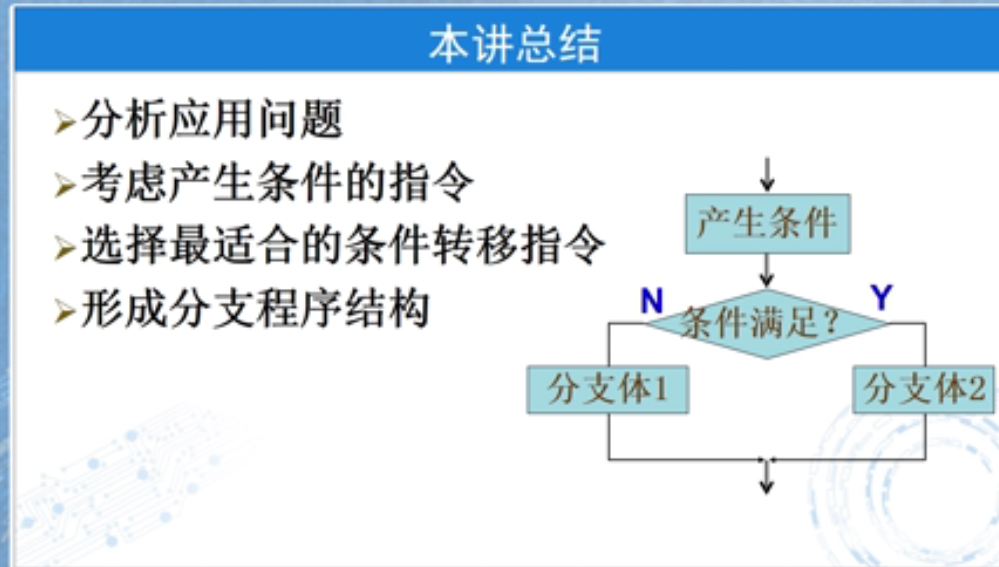 本讲总结
分析应用问题
考虑产生条件的指令
选择最适合的条件转移指令
形成分支程序结构
产生条件
N
条件满足?
Y
分支体1
分支体2